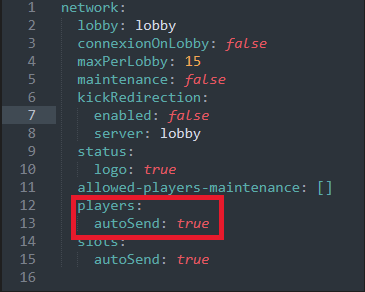 1 network:
2 lobby: lobby
3 connexionOnLobby: false
4 maxPerLobby: 15
5 maintenance: false
6 kickRedirection:
7 enabled: false
8 server: lobby
9 status:
10 logo: true
11 allowed-players-maintenance: []
12 players:
13 autoSend: true
14 slots:
15 autoSend: true
16